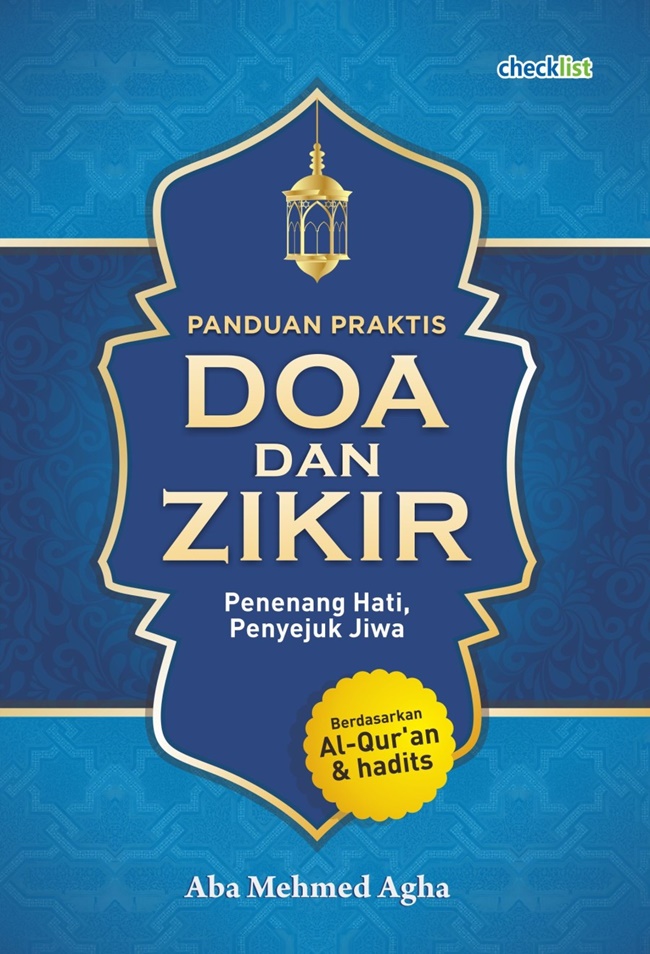 checklist
PANDUAN PRAKTIS
DOA
DAN
ZIKIR
Penenang Hati,
Penyejuk Jiwa
Berdasarkan
Al-Qur'an
& hadits
Aba Mehmed Agha